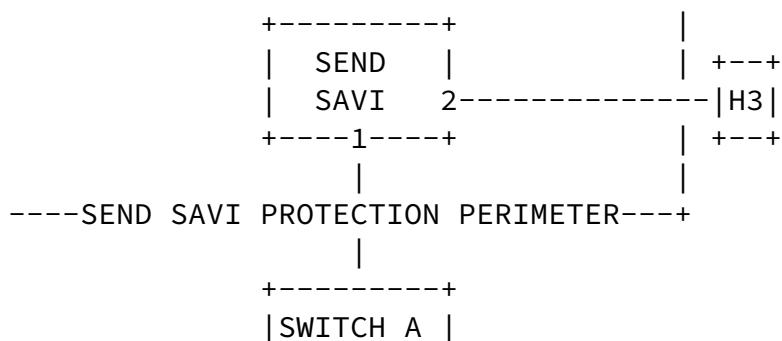 +---------+              |
|  SEND   |              | +--+
|  SAVI   2--------------|H3|
+----1----+              | +--+
|                  |
----SEND SAVI PROTECTION PERIMETER---+
|
+---------+
|SWITCH A |